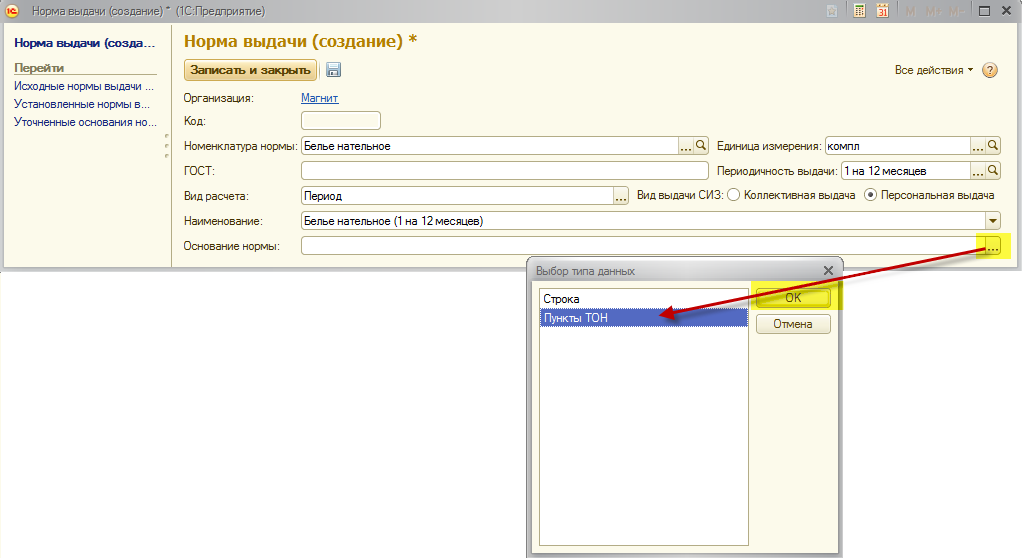 Норма выдачи (создание) * (1С:Предприятие)
M M+ M-
Норма выдачи (созда...
Перейти
Исходные нормы выдачи ...
Установленные нормы в...
Уточненные основания но...
Норма выдачи (создание) *
Записать и закрыть
Все действия
Организация: Магнит
Код:
Номенклатура нормы: Белье нательное ... Единица измерения: компл ...
ГОСТ: Периодичность выдачи: 1 на 12 месяцев ...
Вид расчета: Период ... Вид выдачи СИЗ: Коллективная выдача Персональная выдача
Наименование: Белье нательное (1 на 12 месяцев)
Основание нормы: ...
Выбор типа данных
Строка
Пункты ТОН
OK
Отмена